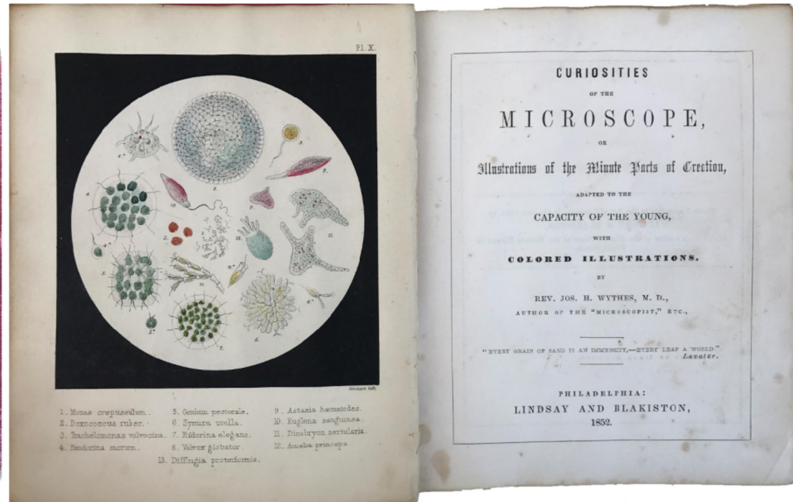 Pl. X.
1. Monas crepusculum.
2. Doxococcus ruber.
3. Trachelomonas volvocina.
4. Pandorina morum.
5. Gonium pectorale.
6. Synura uvella.
7. Eudorina elegans.
8. Volvox globator
9. Astasia hæmatodes.
10. Euglena sanguinea.
11. Dinobryon sertularia.
12. Amœba princeps
13. Difflugia proteiformis.
CURIOSITIES
OF THE
MICROSCOPE,
OR
Illustrations of the Minute Parts of Creation,
ADAPTED TO THE
CAPACITY OF THE YOUNG,
WITH
COLORED ILLUSTRATIONS.
BY
REV. JOS. H. WYTHES, M. D.,
AUTHOR OF THE "MICROSCOPIST," ETC.,
"EVERY GRAIN OF SAND IS AN IMMENSITY,—EVERY LEAF A WORLD"
Lavater.
PHILADELPHIA:
LINDSAY AND BLAKISTON,
1852.